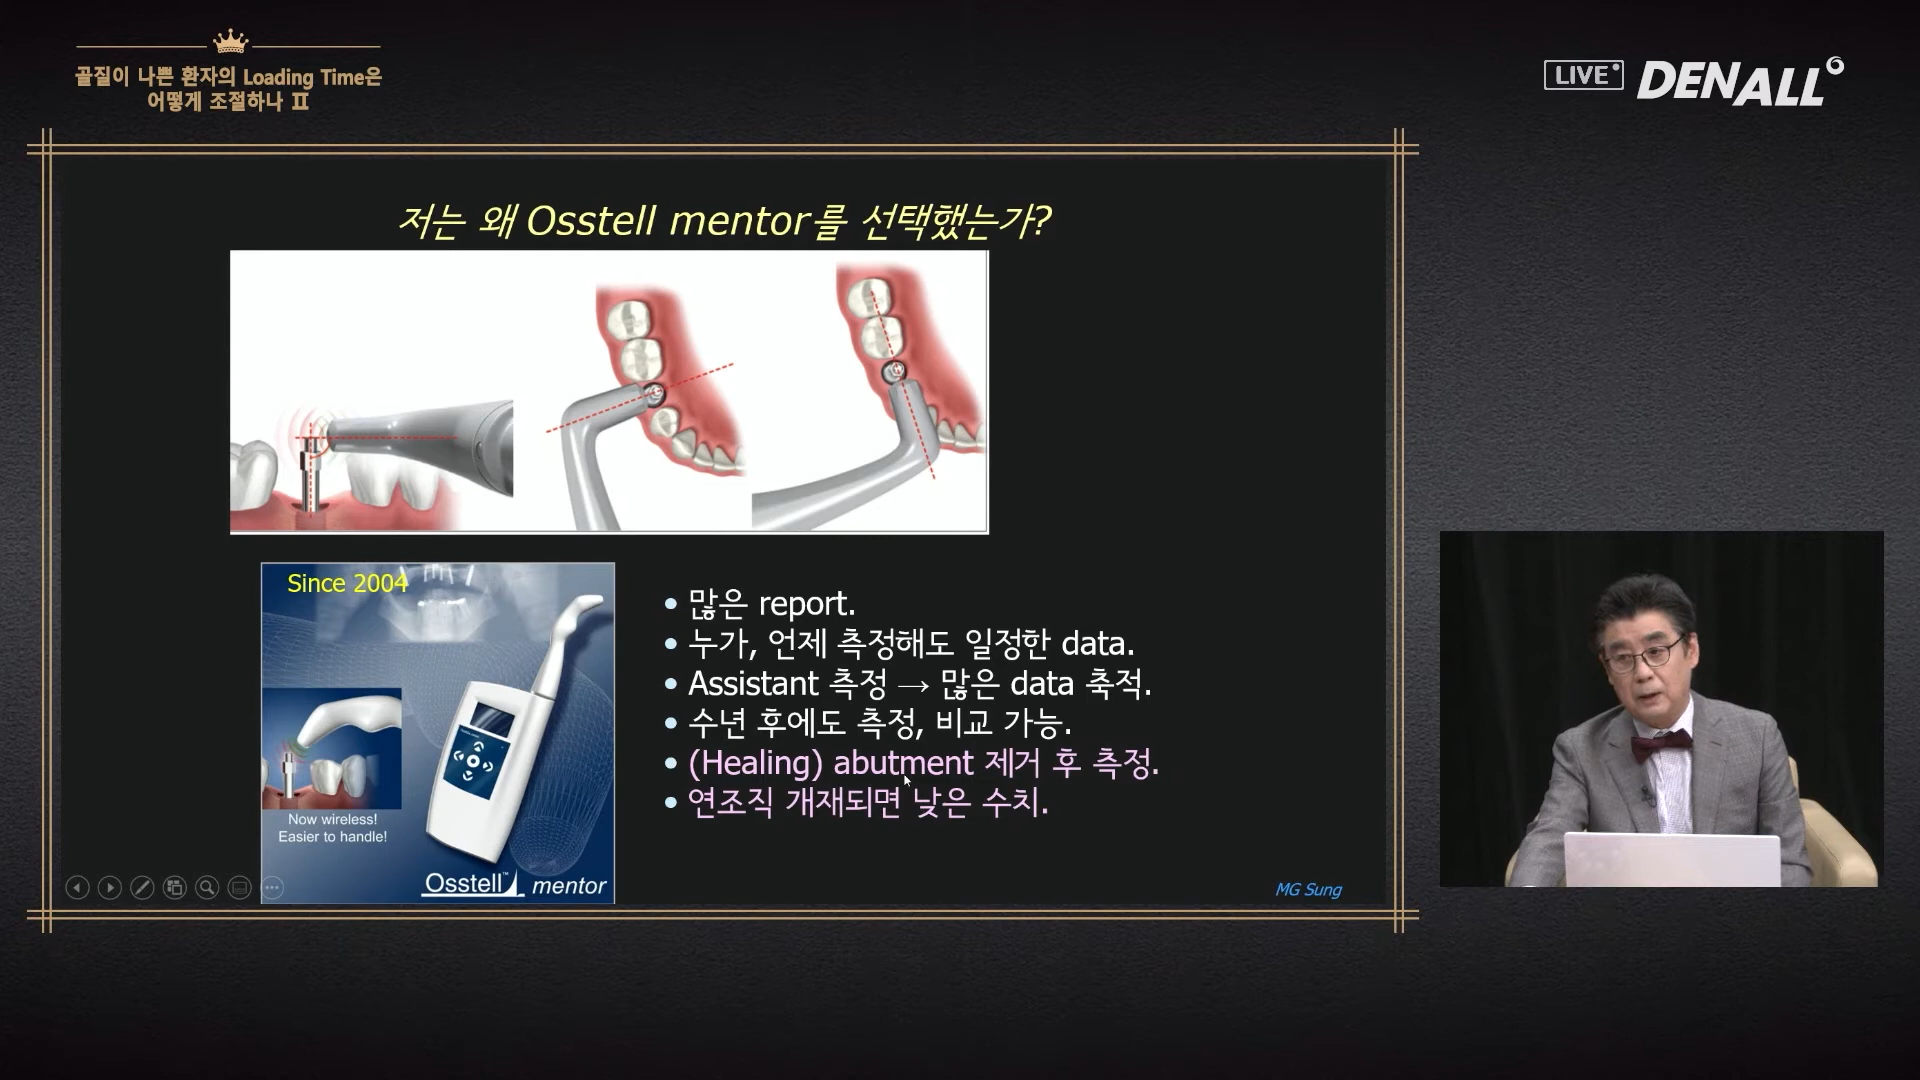 골질이 나쁜 환자의 Loading Time은
어떻게 조절하나 Ⅱ
LIVE
DENALL
저는 왜 Osstell mentor를 선택했는가?
Since 2004
Now wireless!
Easier to handle!
Osstell™ mentor
• 많은 report.
• 누가, 언제 측정해도 일정한 data.
• Assistant 측정 → 많은 data 축적.
• 수년 후에도 측정, 비교 가능.
• (Healing) abutment 제거 후 측정.
• 연조직 개재되면 낮은 수치.
MG Sung